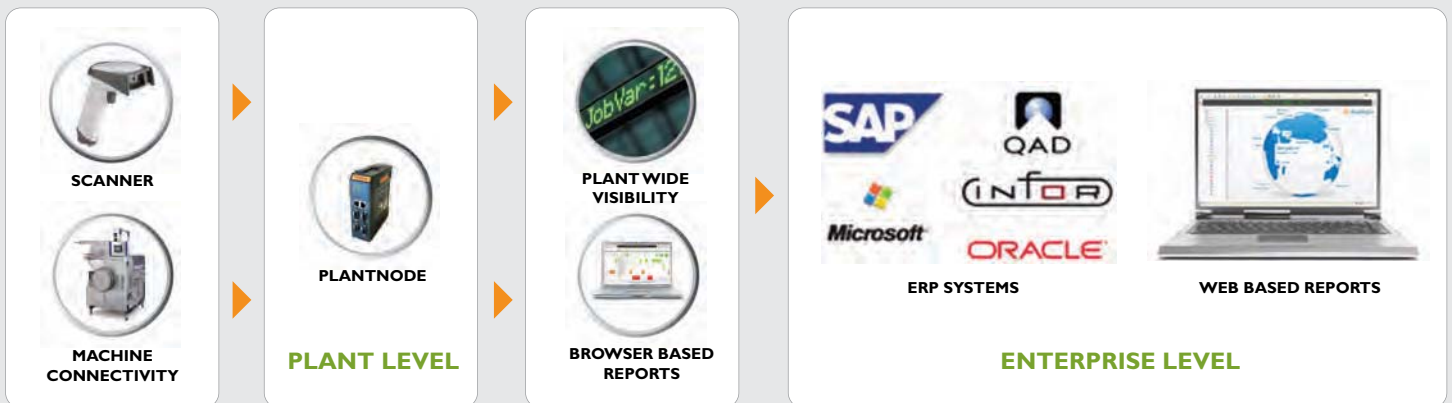 SCANNER
MACHINE
CONNECTIVITY
PLANTNODE
PLANT LEVEL
JobVar:12
PLANT WIDE
VISIBILITY
BROWSER BASED
REPORTS
SAP
QAD
INFOR
Microsoft
ORACLE
ERP SYSTEMS
WEB BASED REPORTS
ENTERPRISE LEVEL